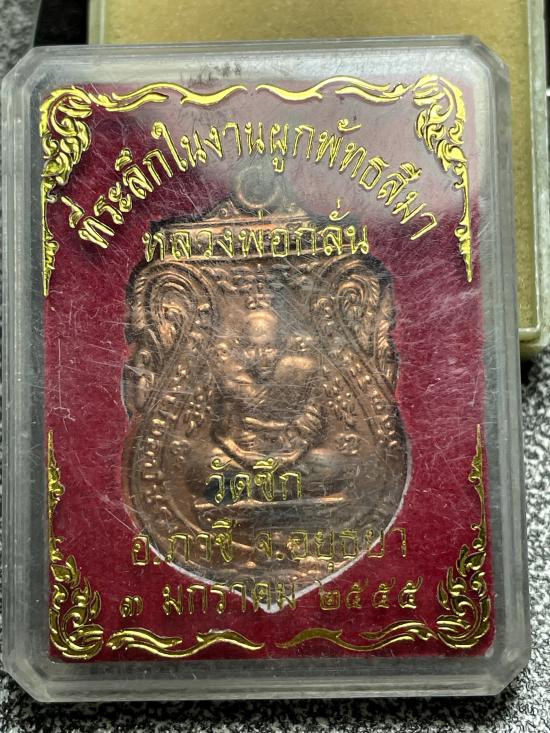 ที่ระลึกในงานผูกพัทธสีมา
หลวงพ่อกลั่น
วัดซึก
อ.ภาชี จ.อยุธยา
๓ มกราคม ๒๕๕๕